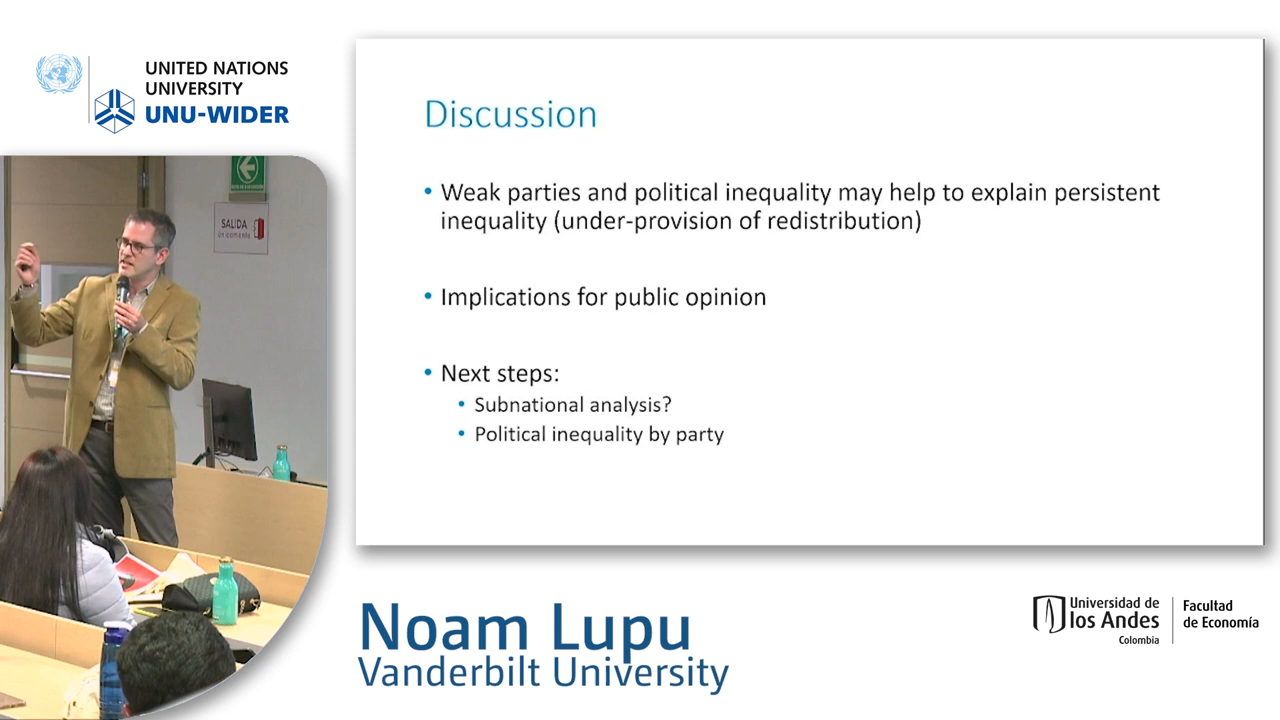 UNITED NATIONS
UNIVERSITY
UNU-WIDER
SALIDA
Discussion
• Weak parties and political inequality may help to explain persistent
inequality (under-provision of redistribution)
• Implications for public opinion
• Next steps:
• Subnational analysis?
• Political inequality by party
Noam Lupu
Vanderbilt University
Universidad de
los Andes
Colombia
Facultad
de Economía